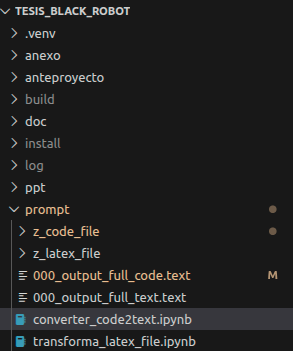 TESIS_BLACK_ROBOT
.venv
anexo
anteproyecto
build
doc
install
log
ppt
prompt
z_code_file
z_latex_file
000_output_full_code.text M
000_output_full_text.text
converter_code2text.ipynb
transforma_latex_file.ipynb